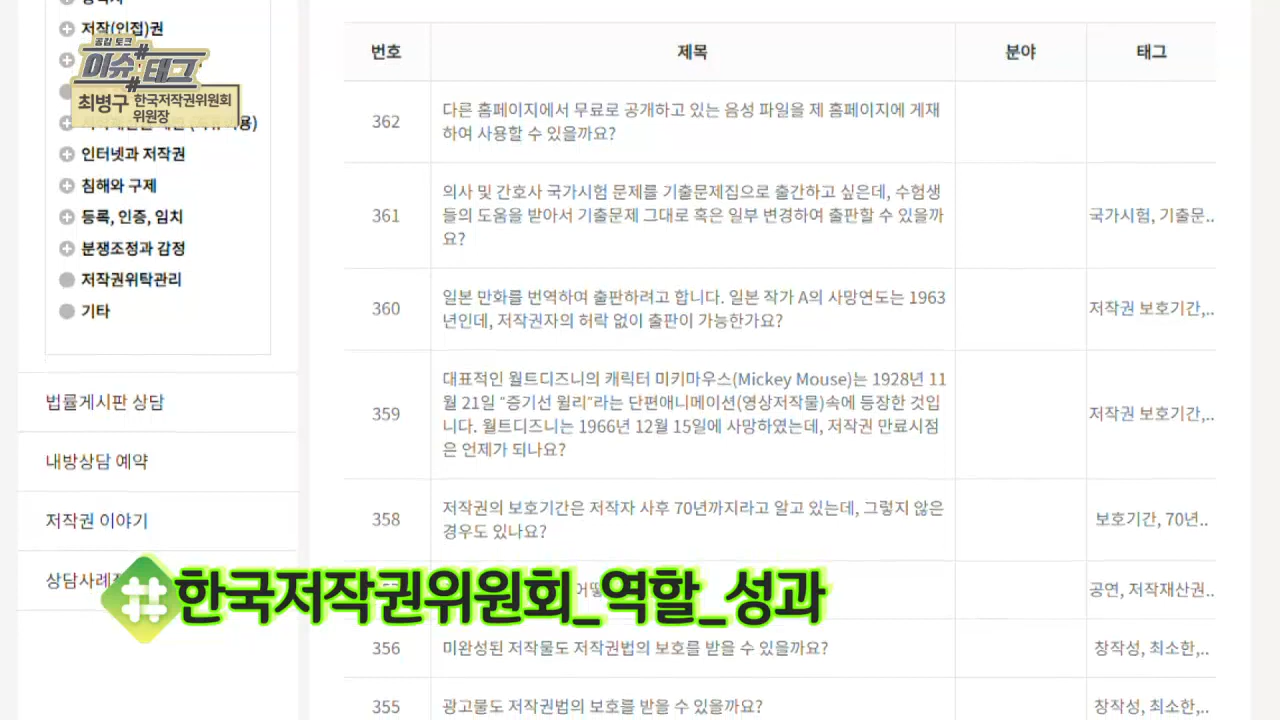 저작(인접)권
공감 토크
이슈#태그
#
최병구 한국저작권위원회
위원장
인터넷과 저작권
침해와 구제
등록, 인증, 임치
분쟁조정과 감정
저작권위탁관리
기타
법률게시판 상담
내방상담 예약
저작권 이야기
상담사례
번호 제목 분야 태그
362
다른 홈페이지에서 무료로 공개하고 있는 음성 파일을 제 홈페이지에 게재
하여 사용할 수 있을까요?
361
의사 및 간호사 국가시험 문제를 기출문제집으로 출간하고 싶은데, 수험생
들의 도움을 받아서 기출문제 그대로 혹은 일부 변경하여 출판할 수 있을까
요?
국가시험, 기출문..
360
일본 만화를 번역하여 출판하려고 합니다. 일본 작가 A의 사망연도는 1963
년인데, 저작권자의 허락 없이 출판이 가능한가요?
저작권 보호기간,..
359
대표적인 월트디즈니의 캐릭터 미키마우스(Mickey Mouse)는 1928년 11
월 21일 "증기선 윌리"라는 단편애니메이션(영상저작물)속에 등장한 것입
니다. 월트디즈니는 1966년 12월 15일에 사망하였는데, 저작권 만료시점
은 언제가 되나요?
저작권 보호기간,..
358
저작권의 보호기간은 저작자 사후 70년까지라고 알고 있는데, 그렇지 않은
경우도 있나요?
보호기간, 70년..
공연, 저작재산권..
#한국저작권위원회_역할_성과
356
미완성된 저작물도 저작권법의 보호를 받을 수 있을까요?
창작성, 최소한,..
355
광고물도 저작권법의 보호를 받을 수 있을까요?
창작성, 최소한,..